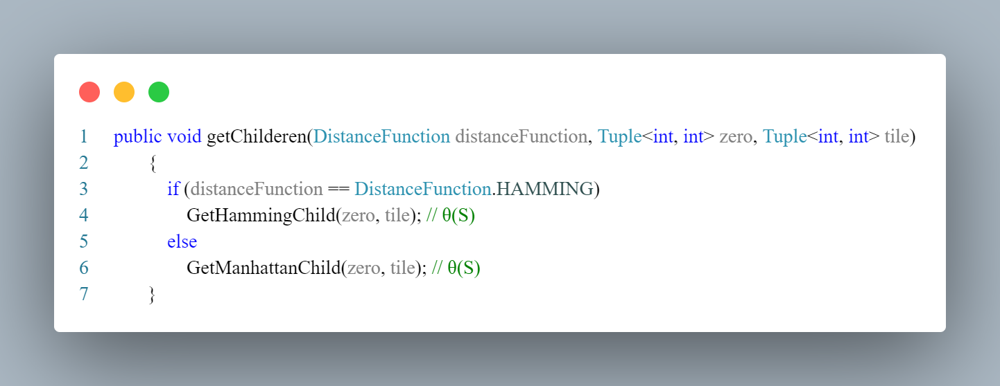 1 public void getChilderen(DistanceFunction distanceFunction, Tuple<int, int> zero, Tuple<int, int> tile)
2 {
3 if (distanceFunction == DistanceFunction.HAMMING)
4 GetHammingChild(zero, tile); // θ(S)
5 else
6 GetManhattanChild(zero, tile); // θ(S)
7 }